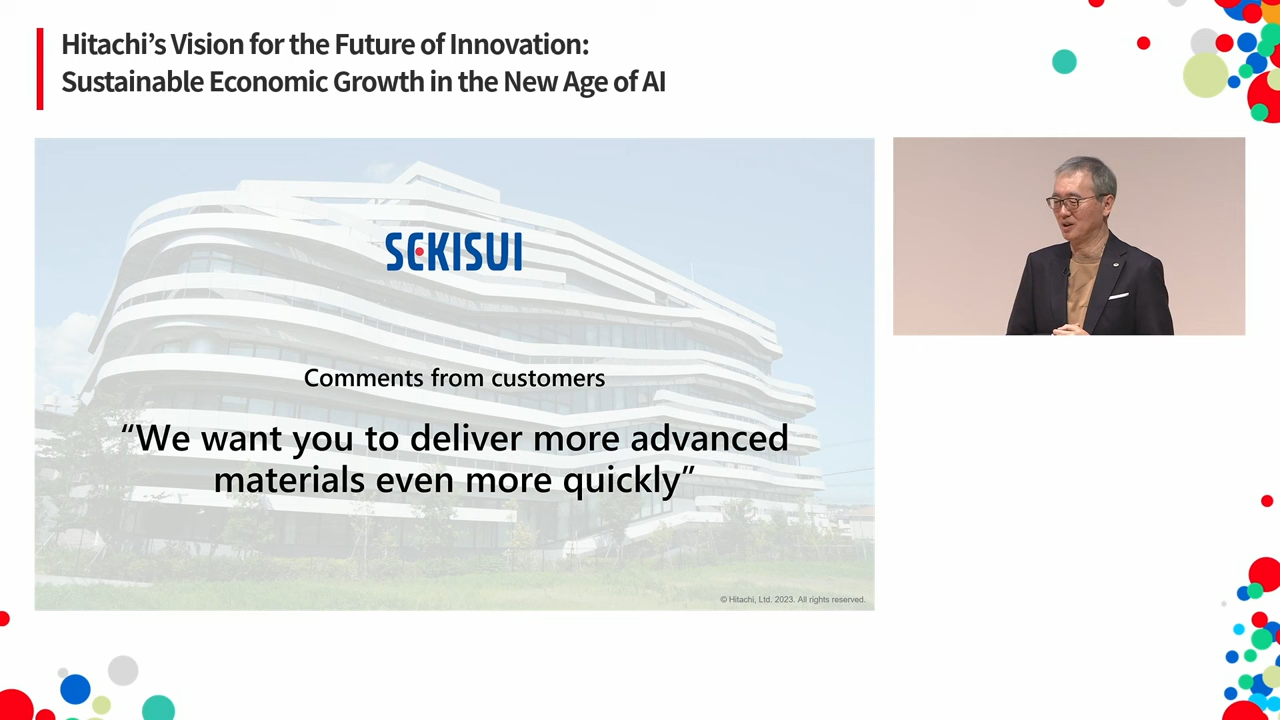 Hitachi’s Vision for the Future of Innovation:
Sustainable Economic Growth in the New Age of AI
SEKISUI
Comments from customers
“We want you to deliver more advanced
materials even more quickly”
© Hitachi, Ltd. 2023. All rights reserved.